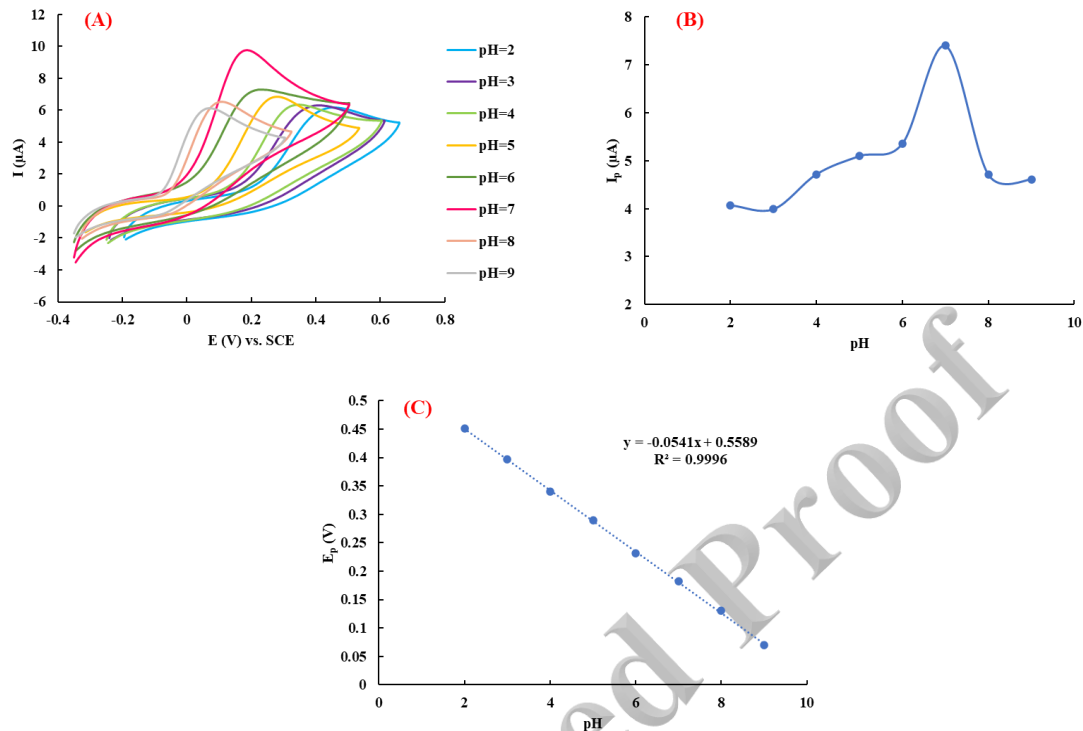 (A)
12
10
8
6
4
2
0
-2
-4
-6
I (µA)
-0.4 -0.2 0 0.2 0.4 0.6 0.8
E (V) vs. SCE
pH=2
pH=3
pH=4
pH=5
pH=6
pH=7
pH=8
pH=9
(B)
8
7
6
5
4
3
2
Ip (µA)
0 2 4 6 8 10
pH
(C)
0.5
0.45
0.4
0.35
0.3
0.25
0.2
0.15
0.1
0.05
0
Ep (V)
y = -0.0541x + 0.5589
R² = 0.9996
0 2 4 6 8 10
pH
ed Proof